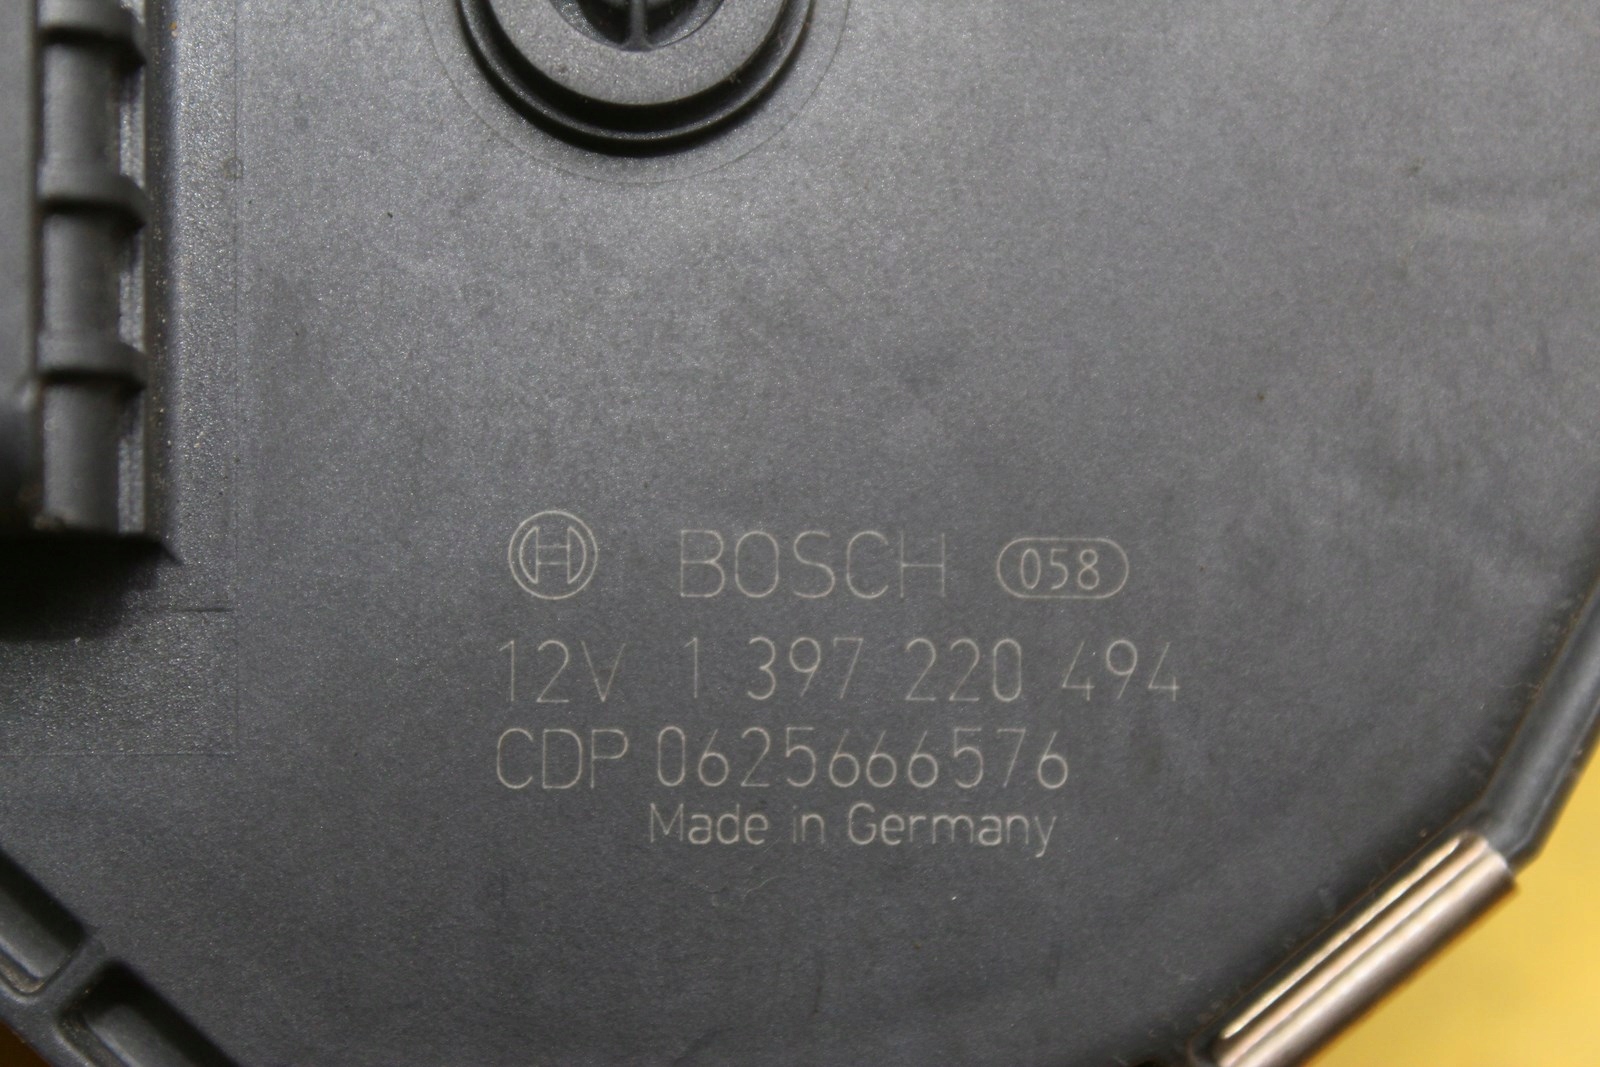 BOSCH 058
12V 1 397 220 494
CDP 0625666576
Made in Germany